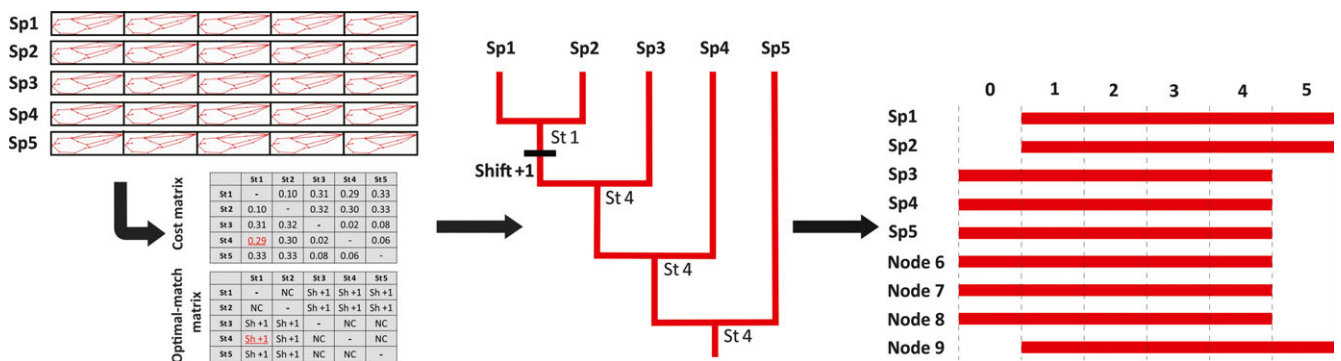 Sp1
Sp2
Sp3
Sp4
Sp5
Cost matrix
St 1 St 2 St 3 St 4 St 5
St 1 - 0.10 0.31 0.29 0.33
St 2 0.10 - 0.32 0.30 0.33
St 3 0.31 0.32 - 0.02 0.08
St 4 0.29 0.30 0.02 - 0.06
St 5 0.33 0.33 0.08 0.06 -
Optimal-match
matrix
St 1 St 2 St 3 St 4 St 5
St 1 - NC Sh +1 Sh +1 Sh +1
St 2 NC - Sh +1 Sh +1 Sh +1
St 3 Sh +1 Sh +1 - NC NC
St 4 Sh +1 Sh +1 NC - NC
St 5 Sh +1 Sh +1 NC NC -
Sp1 Sp2 Sp3 Sp4 Sp5
St 1
Shift +1
St 4
St 4
St 4
0 1 2 3 4 5
Sp1
Sp2
Sp3
Sp4
Sp5
Node 6
Node 7
Node 8
Node 9